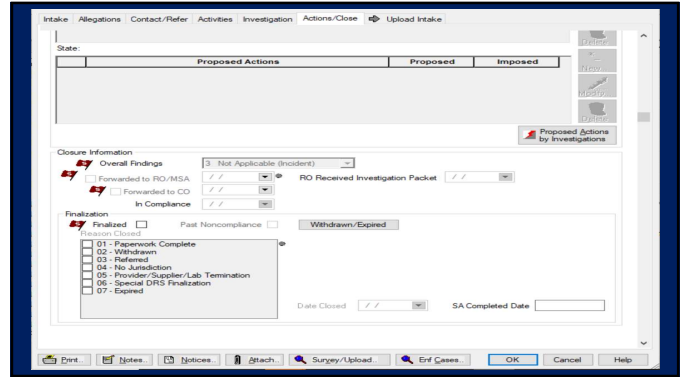 Intake Allegations Contact/Refer Activities Investigation Actions/Close Upload Intake
Delete
State:
Proposed Actions Proposed Imposed
New..
Modify..
Delete
Proposed Actions
by Investigations
Closure Information
Overall Findings 3 Not Applicable (Incident)
Forwarded to RO/MSA / / RO Received Investigation Packet / /
Forwarded to CO / /
In Compliance / /
Finalization
Finalized Past Noncompliance Withdrawn/Expired
Reason Closed
01 - Paperwork Complete
02 - Withdrawn
03 - Referred
04 - No Jurisdiction
05 - Provider/Supplier/Lab Termination
06 - Special DRS Finalization
07 - Expired
Date Closed / / SA Completed Date
Print.. Notes.. Notices.. Attach.. Survey/Upload.. Enf Cases.. OK Cancel Help